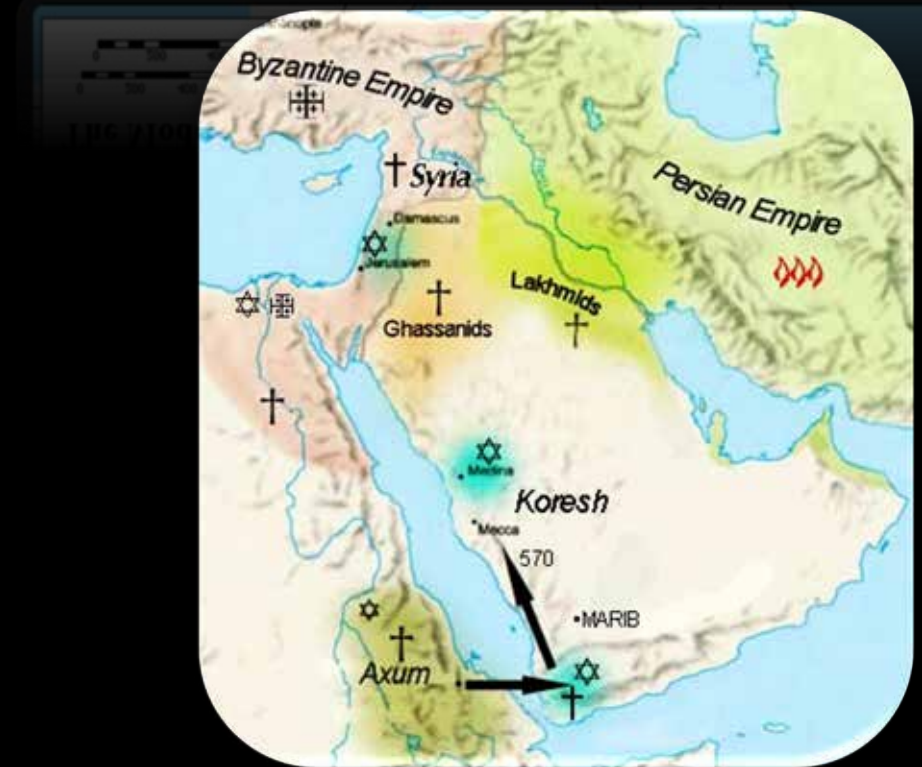 Byzantine Empire
Syria
Persian Empire
Damascus
Jerusalem
Lakhmids
Ghassanids
Medina
Koresh
Mecca
570
•MARIB
Axum